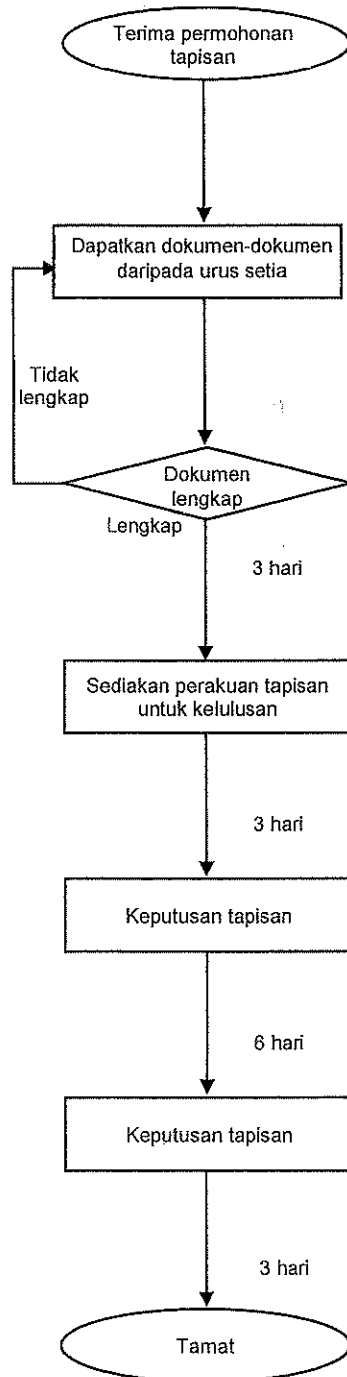 Terima permohonan
tapisan
Dapatkan dokumen-dokumen
daripada urus setia
Tidak
lengkap
Dokumen
lengkap
Lengkap
3 hari
Sediakan perakuan tapisan
untuk kelulusan
3 hari
Keputusan tapisan
6 hari
Keputusan tapisan
3 hari
Tamat